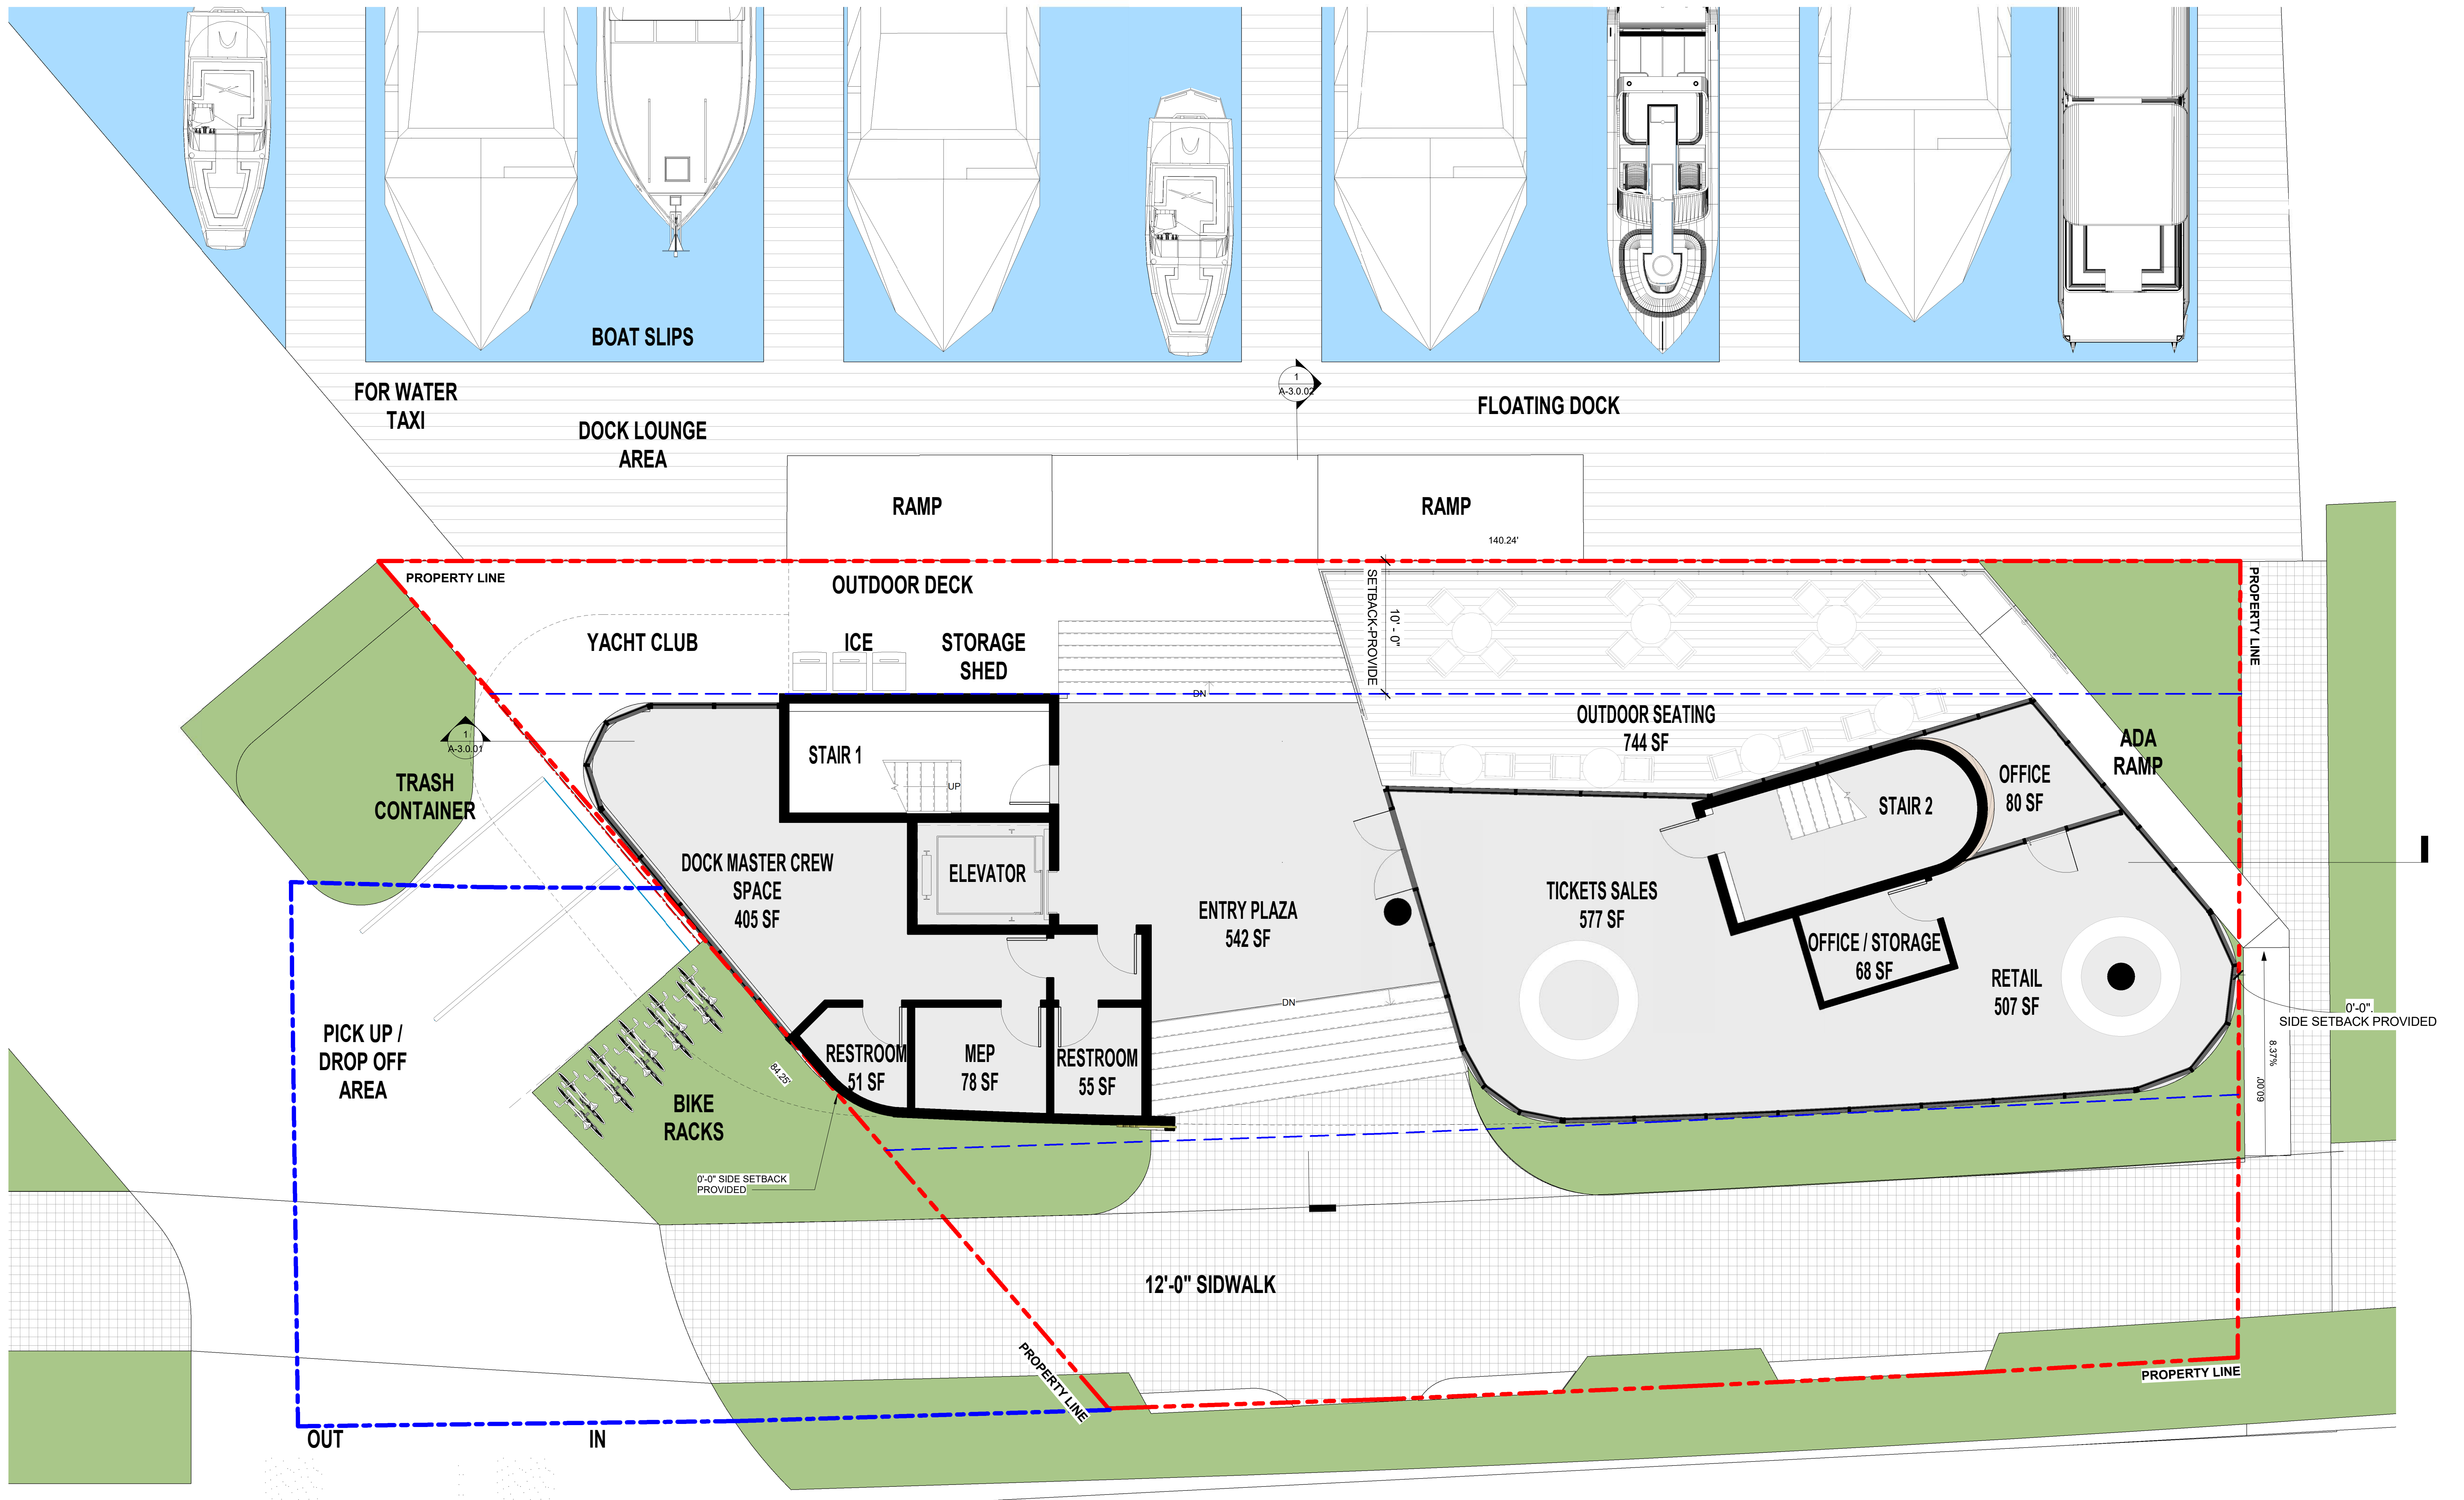 BOAT SLIPS
FOR WATER
TAXI
1
A-3.0.02
FLOATING DOCK
DOCK LOUNGE
AREA
RAMP
RAMP
140.24'
PROPERTY LINE
OUTDOOR DECK
SETBACK-PROVIDE
10' - 0"
PROPERTY LINE
YACHT CLUB
ICE
STORAGE
SHED
DN
OUTDOOR SEATING
744 SF
1
A-3.0.01
STAIR 1
UP
TRASH
CONTAINER
ADA
RAMP
OFFICE
80 SF
STAIR 2
DOCK MASTER CREW
SPACE
405 SF
ELEVATOR
ENTRY PLAZA
542 SF
TICKETS SALES
577 SF
OFFICE / STORAGE
68 SF
RETAIL
507 SF
DN
0'-0".
SIDE SETBACK PROVIDED
8.37%
60.00'
PICK UP /
DROP OFF
AREA
RESTROOM
51 SF
MEP
78 SF
RESTROOM
55 SF
84.25'
BIKE
RACKS
0'-0" SIDE SETBACK
PROVIDED
12'-0" SIDWALK
PROPERTY LINE
PROPERTY LINE
OUT
IN